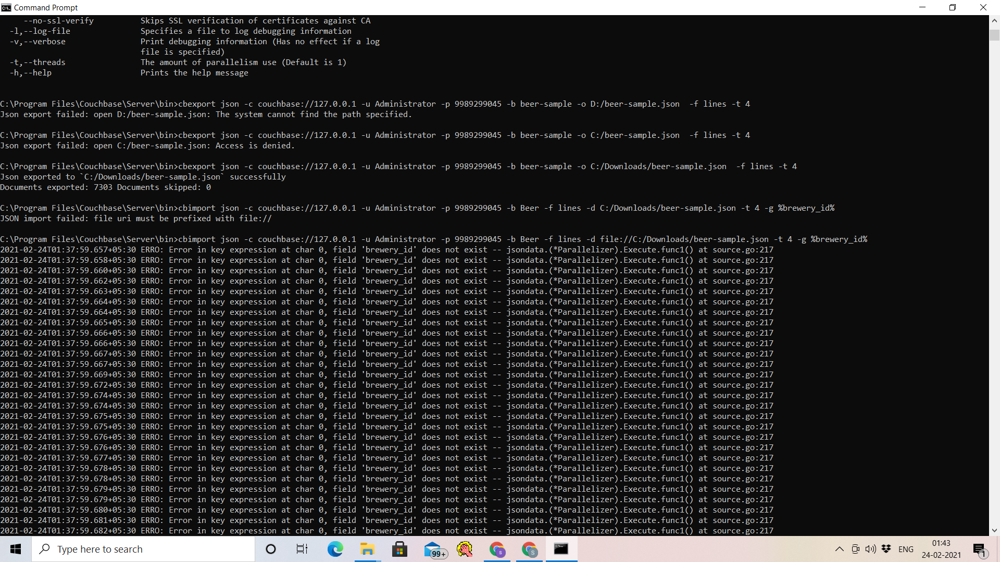 Command Prompt
--no-ssl-verify Skips SSL verification of certificates against CA
-l,--log-file Specifies a file to log debugging information
-v,--verbose Print debugging information (Has no effect if a log
file is specified)
-t,--threads The amount of parallelism use (Default is 1)
-h,--help Prints the help message
C:\Program Files\Couchbase\Server\bin>cbexport json -c couchbase://127.0.0.1 -u Administrator -p 9989299045 -b beer-sample -o D:/beer-sample.json  -f lines -t 4
Json export failed: open D:/beer-sample.json: The system cannot find the path specified.
C:\Program Files\Couchbase\Server\bin>cbexport json -c couchbase://127.0.0.1 -u Administrator -p 9989299045 -b beer-sample -o C:/beer-sample.json  -f lines -t 4
Json export failed: open C:/beer-sample.json: Access is denied.
C:\Program Files\Couchbase\Server\bin>cbexport json -c couchbase://127.0.0.1 -u Administrator -p 9989299045 -b beer-sample -o C:/Downloads/beer-sample.json  -f lines -t 4
Json exported to `C:/Downloads/beer-sample.json` successfully
Documents exported: 7303 Documents skipped: 0
C:\Program Files\Couchbase\Server\bin>cbimport json -c couchbase://127.0.0.1 -u Administrator -p 9989299045 -b Beer -f lines -d C:/Downloads/beer-sample.json -t 4 -g %brewery_id%
JSON import failed: file uri must be prefixed with file://
C:\Program Files\Couchbase\Server\bin>cbimport json -c couchbase://127.0.0.1 -u Administrator -p 9989299045 -b Beer -f lines -d file://C:/Downloads/beer-sample.json -t 4 -g %brewery_id%
2021-02-24T01:37:59.657+05:30 ERRO: Error in key expression at char 0, field 'brewery_id' does not exist -- jsondata.(*Parallelizer).Execute.func1() at source.go:217
2021-02-24T01:37:59.658+05:30 ERRO: Error in key expression at char 0, field 'brewery_id' does not exist -- jsondata.(*Parallelizer).Execute.func1() at source.go:217
2021-02-24T01:37:59.660+05:30 ERRO: Error in key expression at char 0, field 'brewery_id' does not exist -- jsondata.(*Parallelizer).Execute.func1() at source.go:217
2021-02-24T01:37:59.662+05:30 ERRO: Error in key expression at char 0, field 'brewery_id' does not exist -- jsondata.(*Parallelizer).Execute.func1() at source.go:217
2021-02-24T01:37:59.663+05:30 ERRO: Error in key expression at char 0, field 'brewery_id' does not exist -- jsondata.(*Parallelizer).Execute.func1() at source.go:217
2021-02-24T01:37:59.664+05:30 ERRO: Error in key expression at char 0, field 'brewery_id' does not exist -- jsondata.(*Parallelizer).Execute.func1() at source.go:217
2021-02-24T01:37:59.664+05:30 ERRO: Error in key expression at char 0, field 'brewery_id' does not exist -- jsondata.(*Parallelizer).Execute.func1() at source.go:217
2021-02-24T01:37:59.665+05:30 ERRO: Error in key expression at char 0, field 'brewery_id' does not exist -- jsondata.(*Parallelizer).Execute.func1() at source.go:217
2021-02-24T01:37:59.666+05:30 ERRO: Error in key expression at char 0, field 'brewery_id' does not exist -- jsondata.(*Parallelizer).Execute.func1() at source.go:217
2021-02-24T01:37:59.666+05:30 ERRO: Error in key expression at char 0, field 'brewery_id' does not exist -- jsondata.(*Parallelizer).Execute.func1() at source.go:217
2021-02-24T01:37:59.667+05:30 ERRO: Error in key expression at char 0, field 'brewery_id' does not exist -- jsondata.(*Parallelizer).Execute.func1() at source.go:217
2021-02-24T01:37:59.667+05:30 ERRO: Error in key expression at char 0, field 'brewery_id' does not exist -- jsondata.(*Parallelizer).Execute.func1() at source.go:217
2021-02-24T01:37:59.669+05:30 ERRO: Error in key expression at char 0, field 'brewery_id' does not exist -- jsondata.(*Parallelizer).Execute.func1() at source.go:217
2021-02-24T01:37:59.672+05:30 ERRO: Error in key expression at char 0, field 'brewery_id' does not exist -- jsondata.(*Parallelizer).Execute.func1() at source.go:217
2021-02-24T01:37:59.674+05:30 ERRO: Error in key expression at char 0, field 'brewery_id' does not exist -- jsondata.(*Parallelizer).Execute.func1() at source.go:217
2021-02-24T01:37:59.674+05:30 ERRO: Error in key expression at char 0, field 'brewery_id' does not exist -- jsondata.(*Parallelizer).Execute.func1() at source.go:217
2021-02-24T01:37:59.675+05:30 ERRO: Error in key expression at char 0, field 'brewery_id' does not exist -- jsondata.(*Parallelizer).Execute.func1() at source.go:217
2021-02-24T01:37:59.675+05:30 ERRO: Error in key expression at char 0, field 'brewery_id' does not exist -- jsondata.(*Parallelizer).Execute.func1() at source.go:217
2021-02-24T01:37:59.676+05:30 ERRO: Error in key expression at char 0, field 'brewery_id' does not exist -- jsondata.(*Parallelizer).Execute.func1() at source.go:217
2021-02-24T01:37:59.676+05:30 ERRO: Error in key expression at char 0, field 'brewery_id' does not exist -- jsondata.(*Parallelizer).Execute.func1() at source.go:217
2021-02-24T01:37:59.677+05:30 ERRO: Error in key expression at char 0, field 'brewery_id' does not exist -- jsondata.(*Parallelizer).Execute.func1() at source.go:217
2021-02-24T01:37:59.678+05:30 ERRO: Error in key expression at char 0, field 'brewery_id' does not exist -- jsondata.(*Parallelizer).Execute.func1() at source.go:217
2021-02-24T01:37:59.678+05:30 ERRO: Error in key expression at char 0, field 'brewery_id' does not exist -- jsondata.(*Parallelizer).Execute.func1() at source.go:217
2021-02-24T01:37:59.679+05:30 ERRO: Error in key expression at char 0, field 'brewery_id' does not exist -- jsondata.(*Parallelizer).Execute.func1() at source.go:217
2021-02-24T01:37:59.679+05:30 ERRO: Error in key expression at char 0, field 'brewery_id' does not exist -- jsondata.(*Parallelizer).Execute.func1() at source.go:217
2021-02-24T01:37:59.680+05:30 ERRO: Error in key expression at char 0, field 'brewery_id' does not exist -- jsondata.(*Parallelizer).Execute.func1() at source.go:217
2021-02-24T01:37:59.681+05:30 ERRO: Error in key expression at char 0, field 'brewery_id' does not exist -- jsondata.(*Parallelizer).Execute.func1() at source.go:217
2021-02-24T01:37:59.682+05:30 ERRO: Error in key expression at char 0, field 'brewery_id' does not exist -- jsondata.(*Parallelizer).Execute.func1() at source.go:217
Type here to search
99+
S
S
ENG
01:43
24-02-2021
1